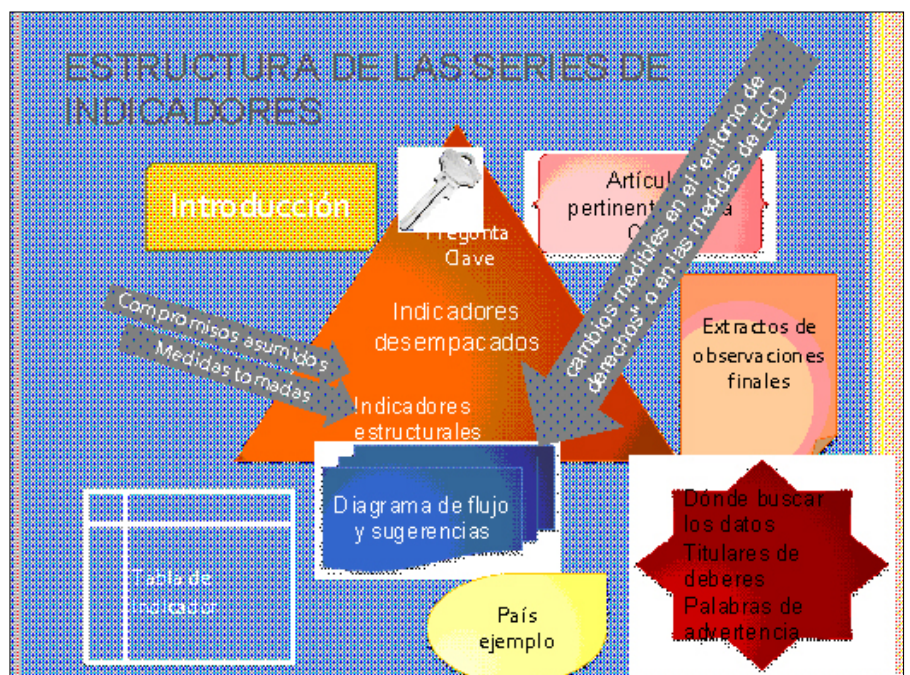 ESTRUCTURA DE LAS SERIES DE
INDICADORES
Introducción
Pregunta
Clave
Artícul
pertinent
Indicadores
desempacados
Indicadores
estructurales
Compromisos asumidos
Medidas tomadas
cambios medibles en el "entorno de
derechos" o en las medidas de ECD
Extractos de
observaciones
finales
Diagrama de flujo
y sugerencias
Tabla de
indicador
País
ejemplo
Dónde buscar
los datos
Titulares de
deberes
Palabras de
advertencia